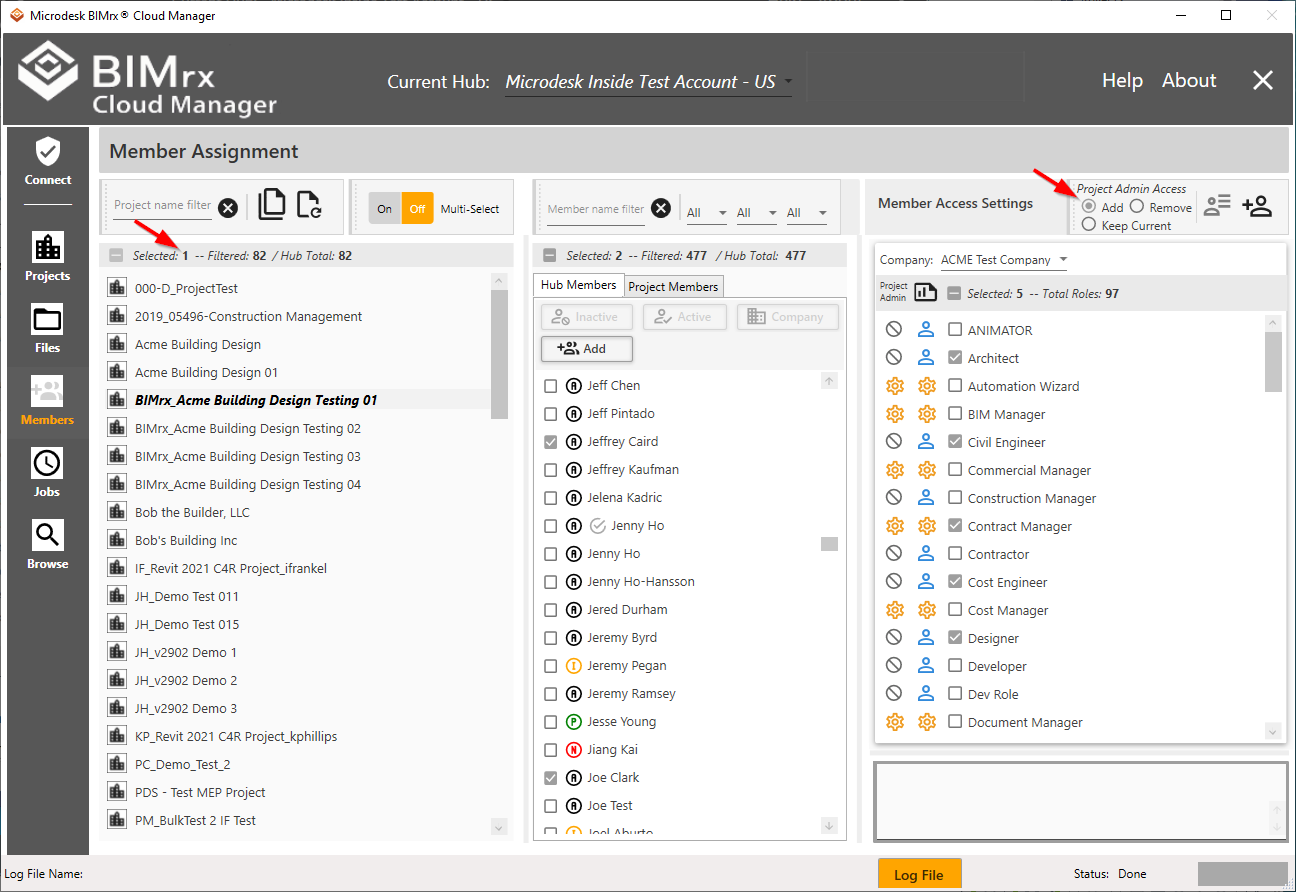 Microdesk BIMrx® Cloud Manager
BIMrx
Cloud Manager
Current Hub: Microdesk Inside Test Account - US
Help About
Connect
Projects
Files
Members
Jobs
Browse
Member Assignment
Project name filter
On Off Multi-Select
Selected: 1 -- Filtered: 82 / Hub Total: 82
000-D_ProjectTest
2019_05496-Construction Management
Acme Building Design
Acme Building Design 01
BIMrx_Acme Building Design Testing 01
BIMrx_Acme Building Design Testing 02
BIMrx_Acme Building Design Testing 03
BIMrx_Acme Building Design Testing 04
Bob the Builder, LLC
Bob's Building Inc
IF_Revit 2021 C4R Project_ifrankel
JH_Demo Test 011
JH_Demo Test 015
JH_v2902 Demo 1
JH_v2902 Demo 2
JH_v2902 Demo 3
KP_Revit 2021 C4R Project_kphillips
PC_Demo_Test_2
PDS - Test MEP Project
PM_BulkTest 2 IF Test
Member name filter
All All All
Selected: 2 -- Filtered: 477 / Hub Total: 477
Hub Members Project Members
Inactive Active Company
Add
A Jeff Chen
A Jeff Pintado
A Jeffrey Caird
A Jeffrey Kaufman
A Jelena Kadric
A Jenny Ho
A Jenny Ho
A Jenny Ho-Hansson
A Jered Durham
A Jeremy Byrd
I Jeremy Pegan
A Jeremy Ramsey
P Jesse Young
N Jiang Kai
A Joe Clark
A Joe Test
I Joel Aburto
Member Access Settings
Project Admin Access
Add Remove
Keep Current
Company: ACME Test Company
Project
Admin
Selected: 5 -- Total Roles: 97
ANIMATOR
Architect
Automation Wizard
BIM Manager
Civil Engineer
Commercial Manager
Construction Manager
Contract Manager
Contractor
Cost Engineer
Cost Manager
Designer
Developer
Dev Role
Document Manager
Log File Name:
Log File
Status: Done